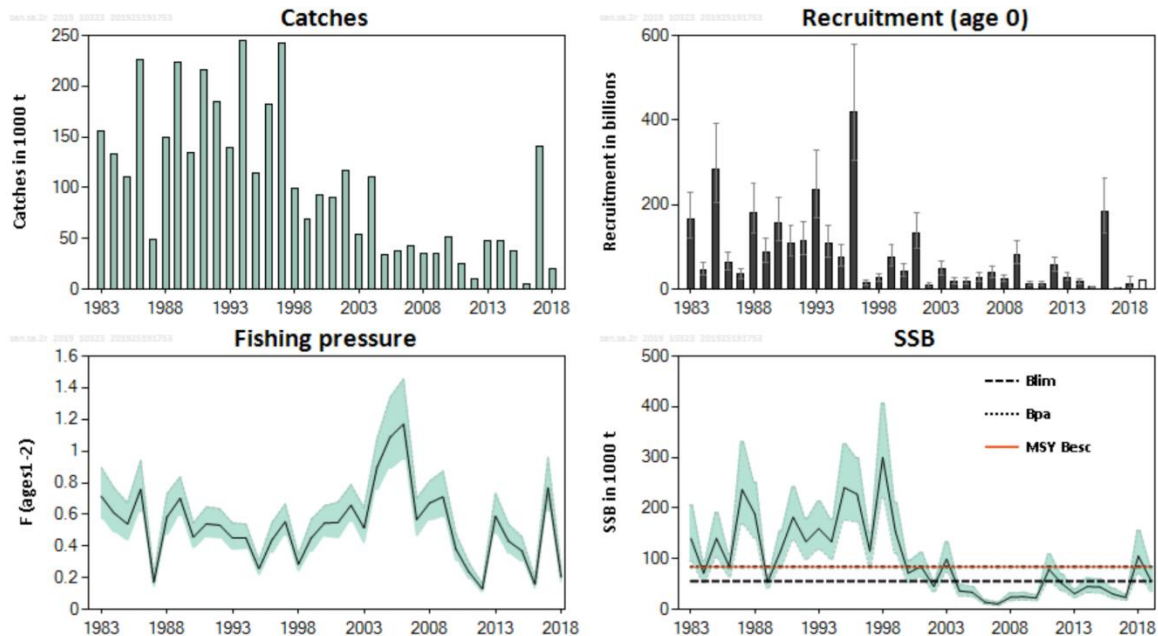 Catches
Catches in 1000 t
250
200
150
100
50
0
1983 1988 1993 1998 2003 2008 2013 2018
Recruitment (age 0)
Recruitment in billions
600
400
200
0
1983 1988 1993 1998 2003 2008 2013 2018
Fishing pressure
F (ages1-2)
1.6
1.4
1.2
1
0.8
0.6
0.4
0.2
0
1983 1988 1993 1998 2003 2008 2013 2018
SSB
SSB in 1000 t
500
400
300
200
100
0
Blim
Bpa
MSY Besc
1983 1988 1993 1998 2003 2008 2013 2018